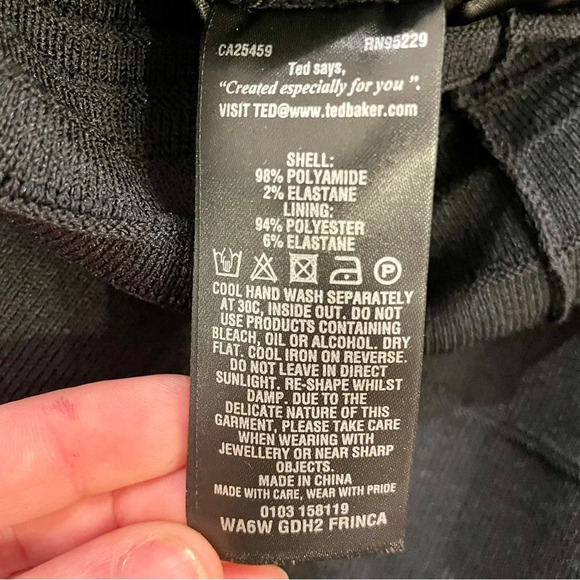 CA25459 RN95229
Ted says,
"Created especially for you ".
VISIT TED@www.tedbaker.com
SHELL:
98% POLYAMIDE
2% ELASTANE
LINING:
94% POLYESTER
6% ELASTANE
P
COOL HAND WASH SEPARATELY
AT 30C, INSIDE OUT. DO NOT
USE PRODUCTS CONTAINING
BLEACH, OIL OR ALCOHOL. DRY
FLAT. COOL IRON ON REVERSE.
DO NOT LEAVE IN DIRECT
SUNLIGHT. RE-SHAPE WHILST
DAMP. DUE TO THE
DELICATE NATURE OF THIS
GARMENT, PLEASE TAKE CARE
WHEN WEARING WITH
JEWELLERY OR NEAR SHARP
OBJECTS.
MADE IN CHINA
MADE WITH CARE, WEAR WITH PRIDE
0103 158119
WA6W GDH2 FRINCA